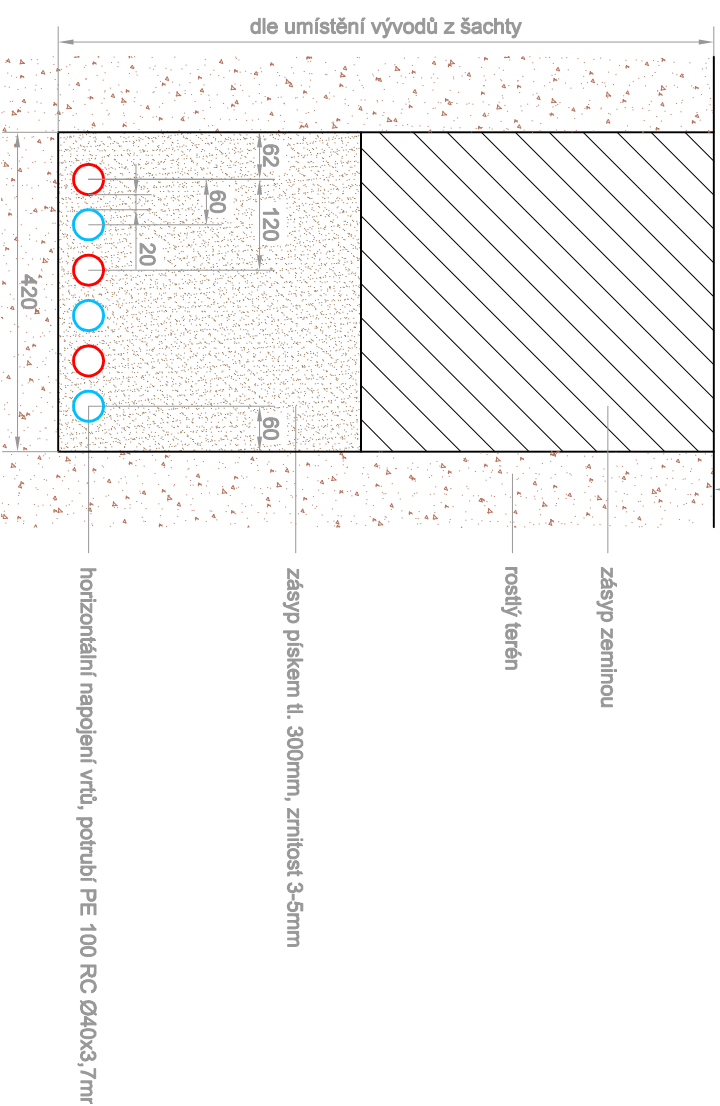 dle umístění vývodů z šachty
62
120
60
20
60
420
zásyp zeminou
rostlý terén
zásyp pískem tl. 300mm, zrnitost 3-5mm
horizontální napojení vrtů, potrubí PE 100 RC Ø40x3,7mm